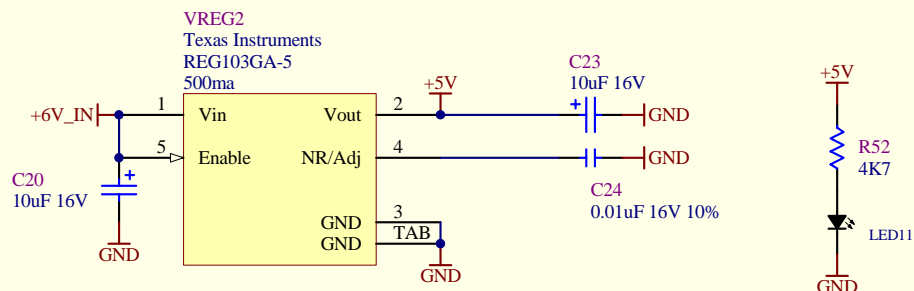 VREG2
Texas Instruments
REG103GA-5
500ma
+6V_IN
1
Vin
5
Enable
Vout
2
NR/Adj
4
GND
3
GND
TAB
GND
C20
10uF 16V
+
GND
+5V
C23
10uF 16V
+
GND
GND
C24
0.01uF 16V 10%
+5V
R52
4K7
LED11
GND